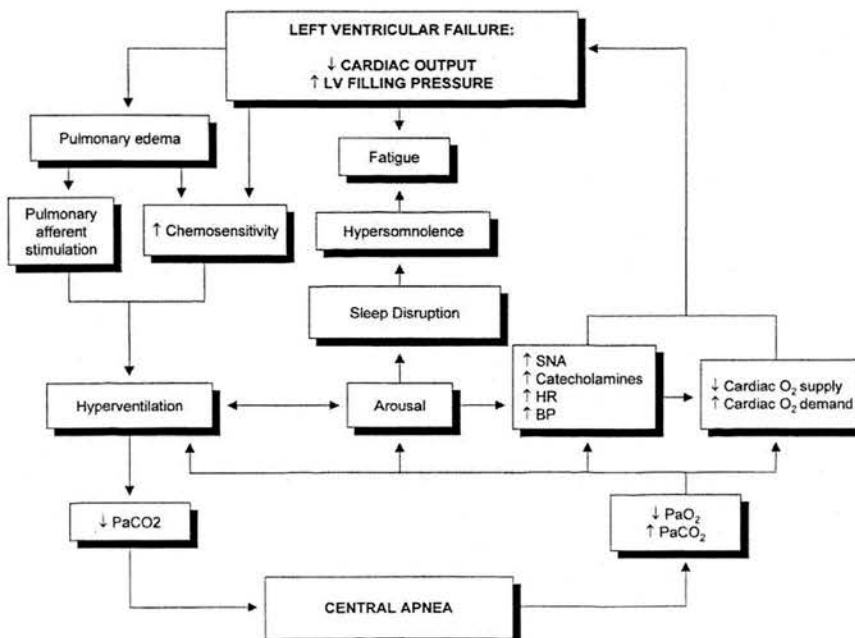 LEFT VENTRICULAR FAILURE:
↓ CARDIAC OUTPUT
↑ LV FILLING PRESSURE
Pulmonary edema
Fatigue
Pulmonary
afferent
stimulation
↑ Chemosensitivity
Hypersomnolence
Sleep Disruption
↑ SNA
↑ Catecholamines
↑ HR
↑ BP
↓ Cardiac O₂ supply
↑ Cardiac O₂ demand
Hyperventilation
Arousal
↓ PaCO2
↓ PaO₂
↑ PaCO₂
CENTRAL APNEA